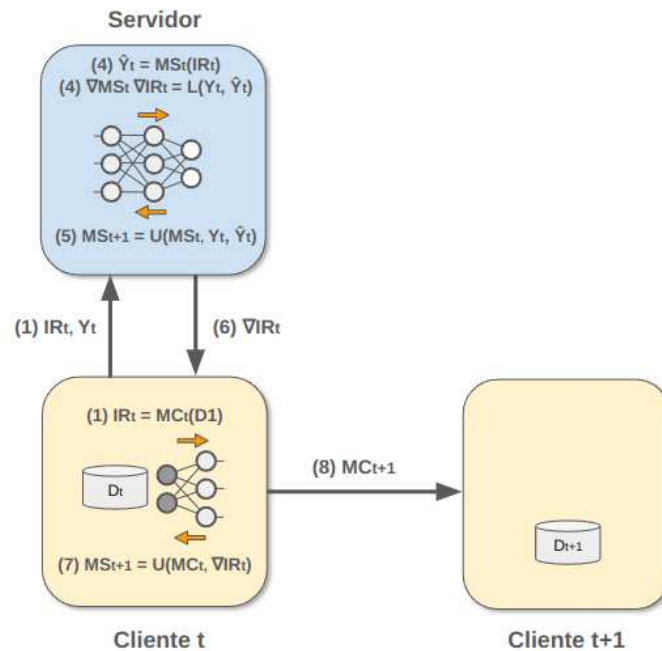 Servidor
(4) Ŷt = MSt(IRt)
(4) ∇MSt ∇IRt = L(Yt, Ŷt)
(5) MSt+1 = U(MSt, Yt, Ŷt)
(1) IRt, Yt
(6) ∇IRt
(1) IRt = MCt(D1)
Dt
(8) MCt+1
Dt+1
(7) MSt+1 = U(MCt, ∇IRt)
Cliente t
Cliente t+1